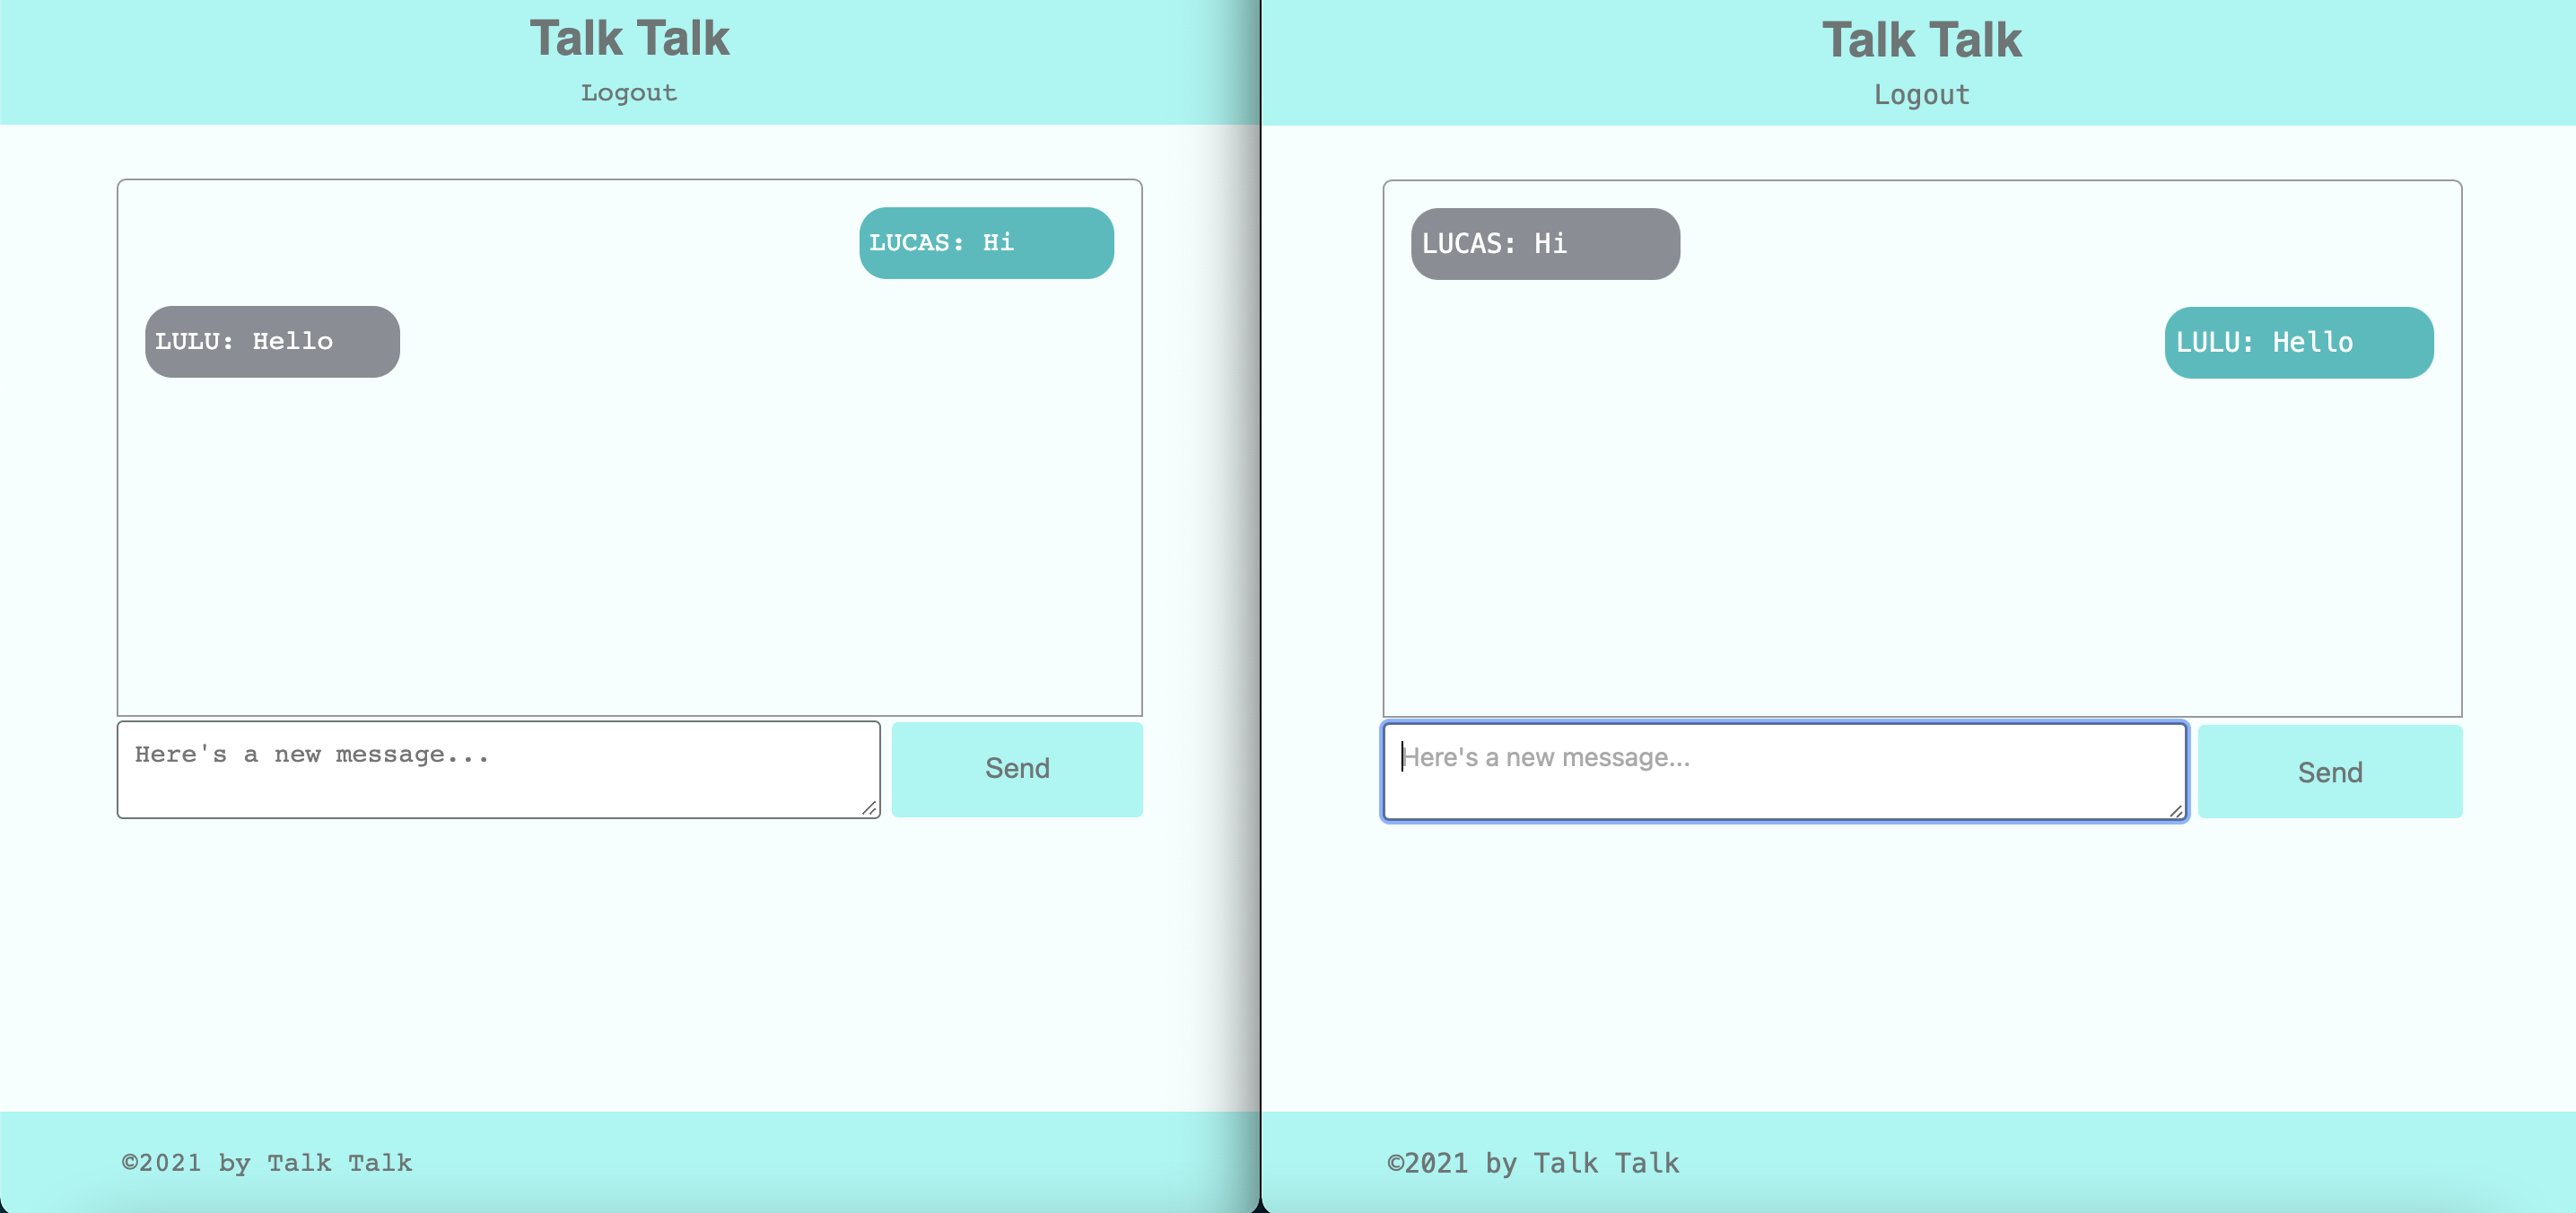 Talk Talk
Logout
LUCAS: Hi
LULU: Hello
Here's a new message...
Send
©2021 by Talk Talk
Talk Talk
Logout
LUCAS: Hi
LULU: Hello
Here's a new message...
Send
©2021 by Talk Talk